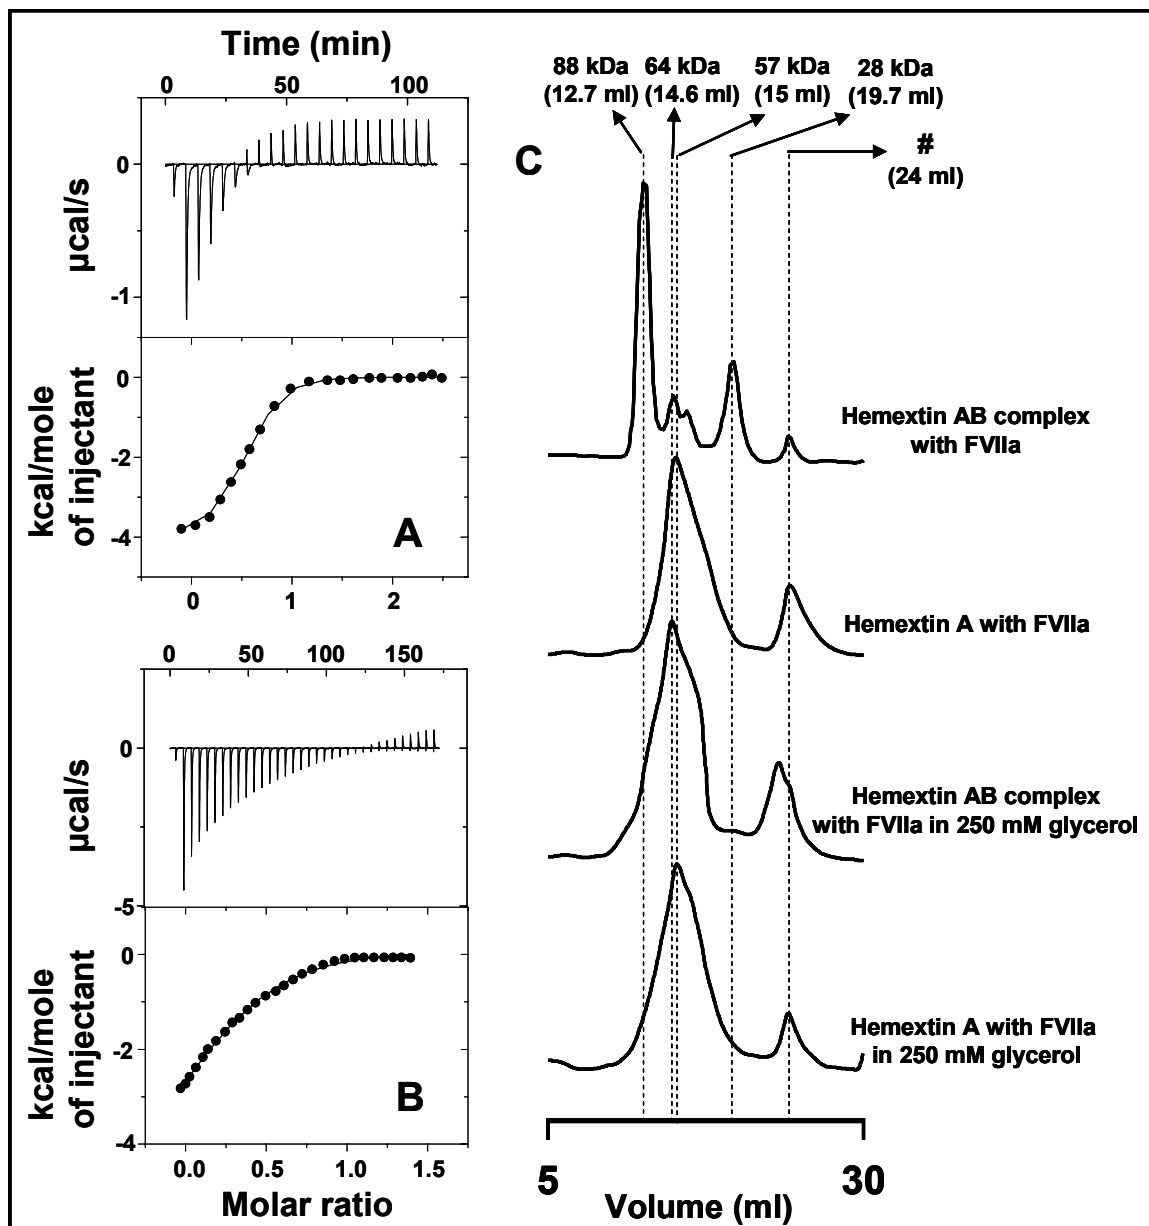 Time (min)
0 50 100
0
-1
µcal/s
0
-2
-4
kcal/mole
of injectant
A
0 1 2
0 50 100 150
0
-5
µcal/s
0
-2
-4
kcal/mole
of injectant
B
0.0 0.5 1.0 1.5
Molar ratio
C
88 kDa 64 kDa 57 kDa 28 kDa
(12.7 ml) (14.6 ml) (15 ml) (19.7 ml)
#
(24 ml)
Hemextin AB complex
with FVIIa
Hemextin A with FVIIa
Hemextin AB complex
with FVIIa in 250 mM glycerol
Hemextin A with FVIIa
in 250 mM glycerol
5 30
Volume (ml)